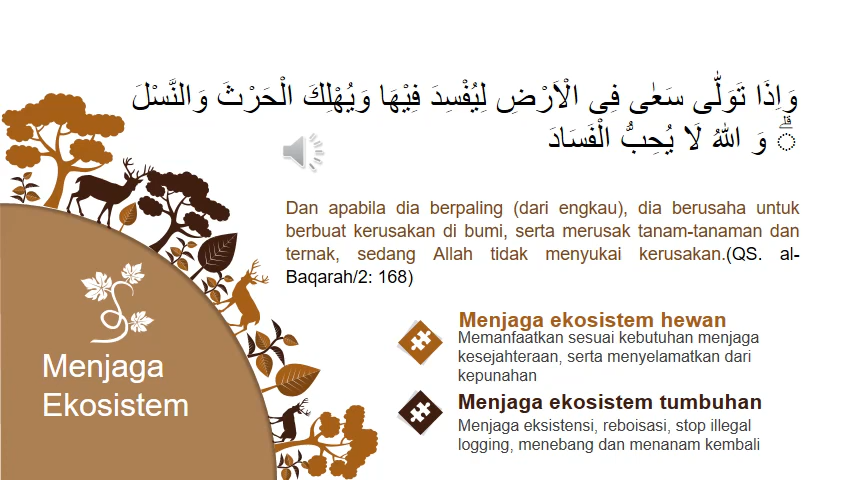 وَاِذَا تَوَلّٰى سَعٰى فِى الْاَرْضِ لِيُفْسِدَ فِيْهَا وَيُهْلِكَ الْحَرْثَ وَالنَّسْلَ
ۗ وَ اللهُ لَا يُحِبُّ الْفَسَادَ
Dan apabila dia berpaling (dari engkau), dia berusaha untuk
berbuat kerusakan di bumi, serta merusak tanam-tanaman dan
ternak, sedang Allah tidak menyukai kerusakan.(QS. al-
Baqarah/2: 168)
Menjaga
Ekosistem
Menjaga ekosistem hewan
Memanfaatkan sesuai kebutuhan menjaga
kesejahteraan, serta menyelamatkan dari
kepunahan
Menjaga ekosistem tumbuhan
Menjaga eksistensi, reboisasi, stop illegal
logging, menebang dan menanam kembali